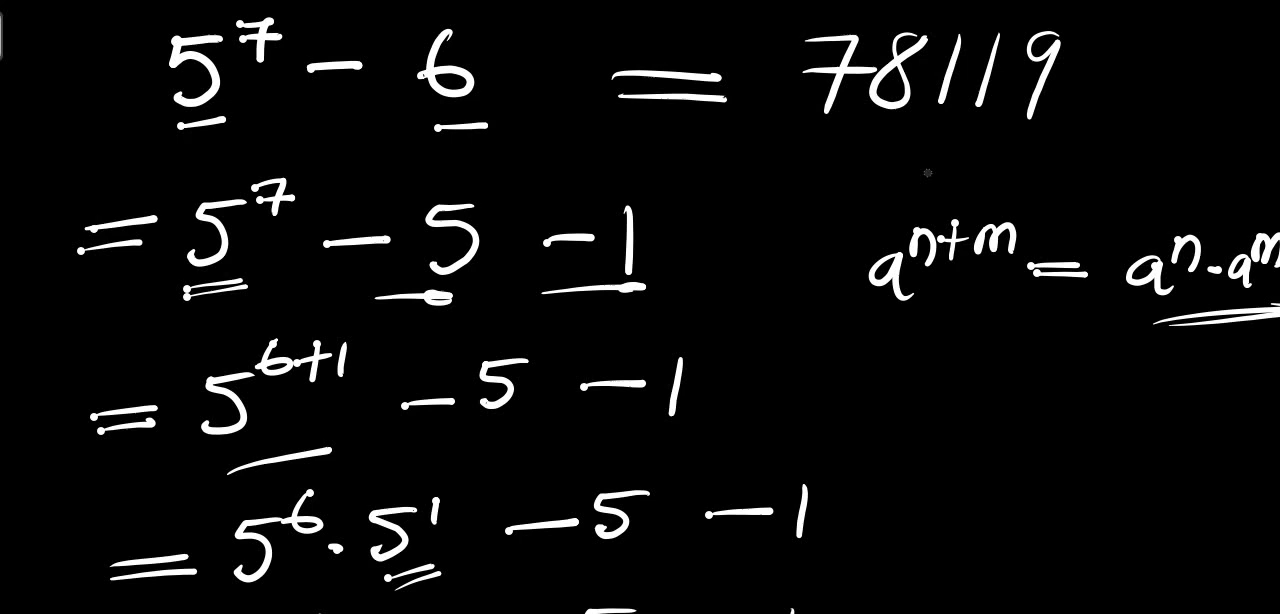 5⁷ - 6 = 78119
= 5⁷ - 5 - 1
aⁿ⁺ᵐ = aⁿ · aᵐ
= 5⁶⁺¹ - 5 - 1
= 5⁶ · 5¹ - 5 - 1